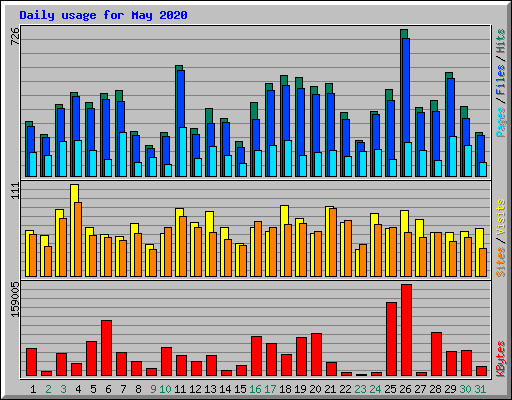 Daily usage for May 2020
726
Pages / Files / Hits
111
Sites / Visits
159005
KBytes
1 2 3 4 5 6 7 8 9 10 11 12 13 14 15 16 17 18 19 20 21 22 23 24 25 26 27 28 29 30 31